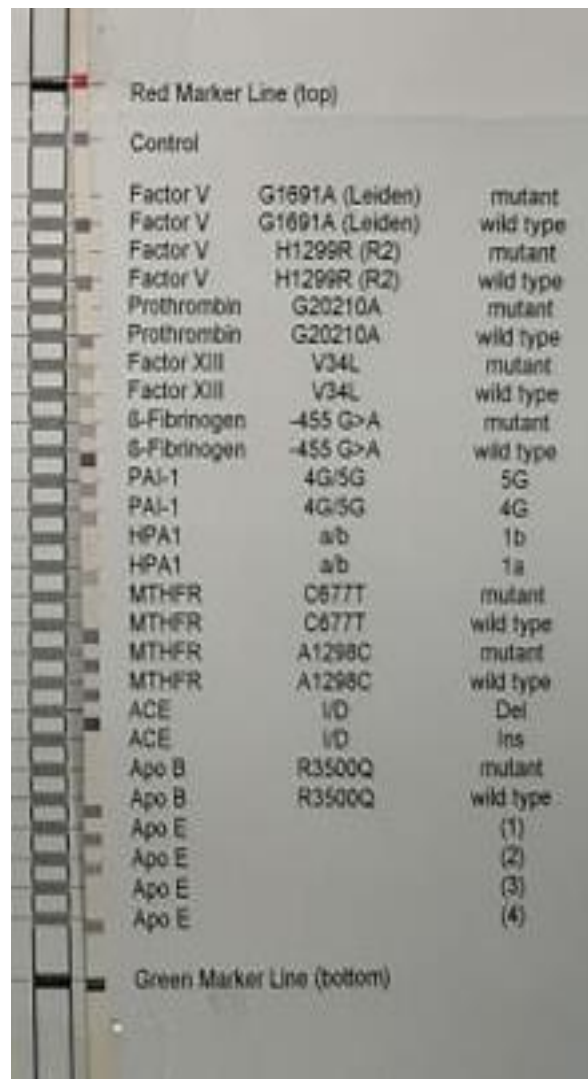 Red Marker Line (top)
Control
Factor V G1691A (Leiden) mutant
Factor V G1691A (Leiden) wild type
Factor V H1299R (R2) mutant
Factor V H1299R (R2) wild type
Prothrombin G20210A mutant
Prothrombin G20210A wild type
Factor XIII V34L mutant
Factor XIII V34L wild type
ß-Fibrinogen -455 G>A mutant
ß-Fibrinogen -455 G>A wild type
PAI-1 4G/5G 5G
PAI-1 4G/5G 4G
HPA1 a/b 1b
HPA1 a/b 1a
MTHFR C677T mutant
MTHFR C677T wild type
MTHFR A1298C mutant
MTHFR A1298C wild type
ACE I/D Del
ACE I/D Ins
Apo B R3500Q mutant
Apo B R3500Q wild type
Apo E (1)
Apo E (2)
Apo E (3)
Apo E (4)
Green Marker Line (bottom)